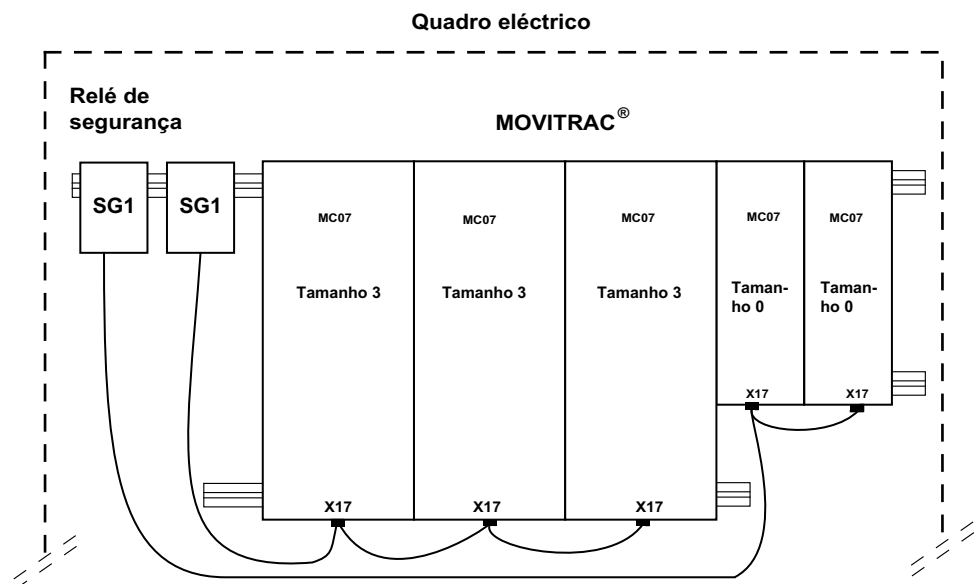 Quadro eléctrico
Relé de
segurança
MOVITRAC®
SG1
SG1
MC07
MC07
MC07
MC07
MC07
Tamanho 3
Tamanho 3
Tamanho 3
Taman-
ho 0
Taman-
ho 0
X17
X17
X17
X17
X17